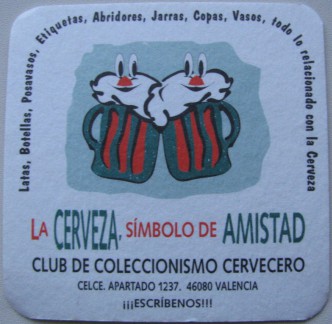 Latas, Botellas, Posavasos, Etiquetas, Abridores, Jarras, Copas, Vasos, todo lo relacionado con la Cerveza
LA CERVEZA, SÍMBOLO DE AMISTAD
CLUB DE COLECCIONISMO CERVECERO
CELCE. APARTADO 1237. 46080 VALENCIA
¡¡¡ESCRÍBENOS!!!